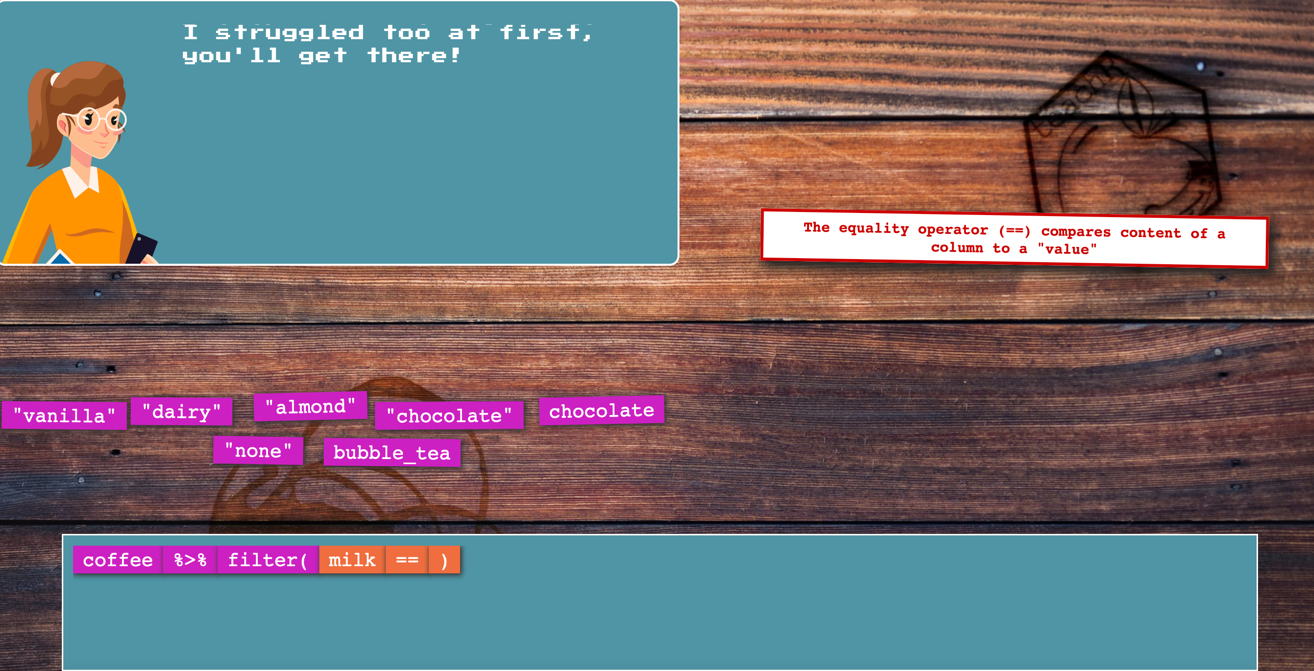 I struggled too at first,
you'll get there!
The equality operator (==) compares content of a
column to a "value"
"vanilla" "dairy" "almond" "chocolate" chocolate
"none" bubble_tea
coffee %>% filter( milk == )